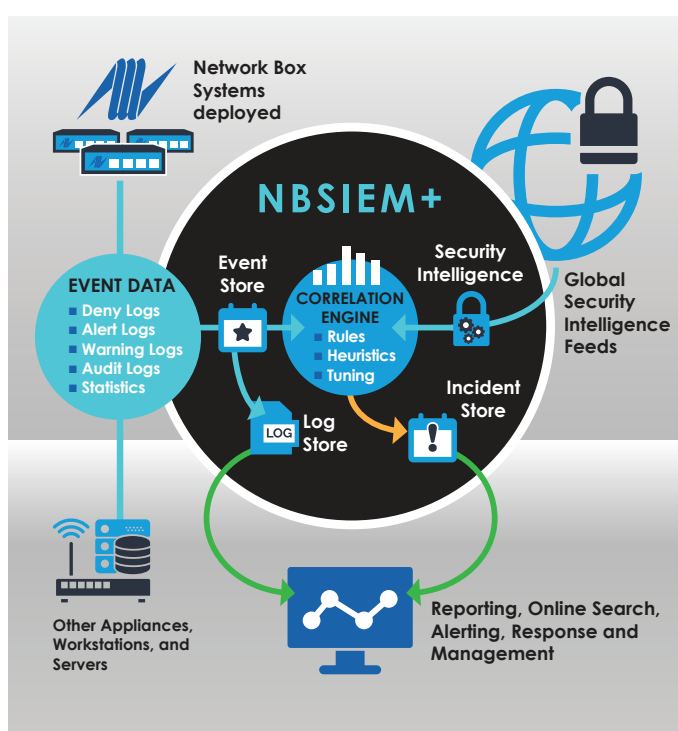 Network Box
Systems
deployed
NBSIEM+
EVENT DATA
Deny Logs
Alert Logs
Warning Logs
Audit Logs
Statistics
Event
Store
CORRELATION
ENGINE
Rules
Heuristics
Tuning
Security
Intelligence
Global
Security
Intelligence
Feeds
LOG
Log
Store
Incident
Store
Other Appliances,
Workstations, and
Servers
Reporting, Online Search,
Alerting, Response and
Management